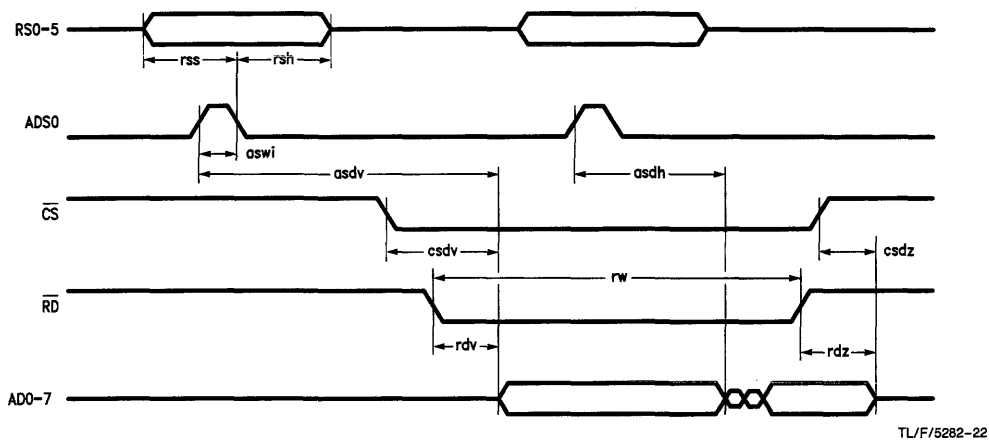 RS0-5
rss rsh
ADS0
aswi
asdv asdh
CS
csdv csdz
rw
RD
rdv rdz
AD0-7
TL/F/5282-22